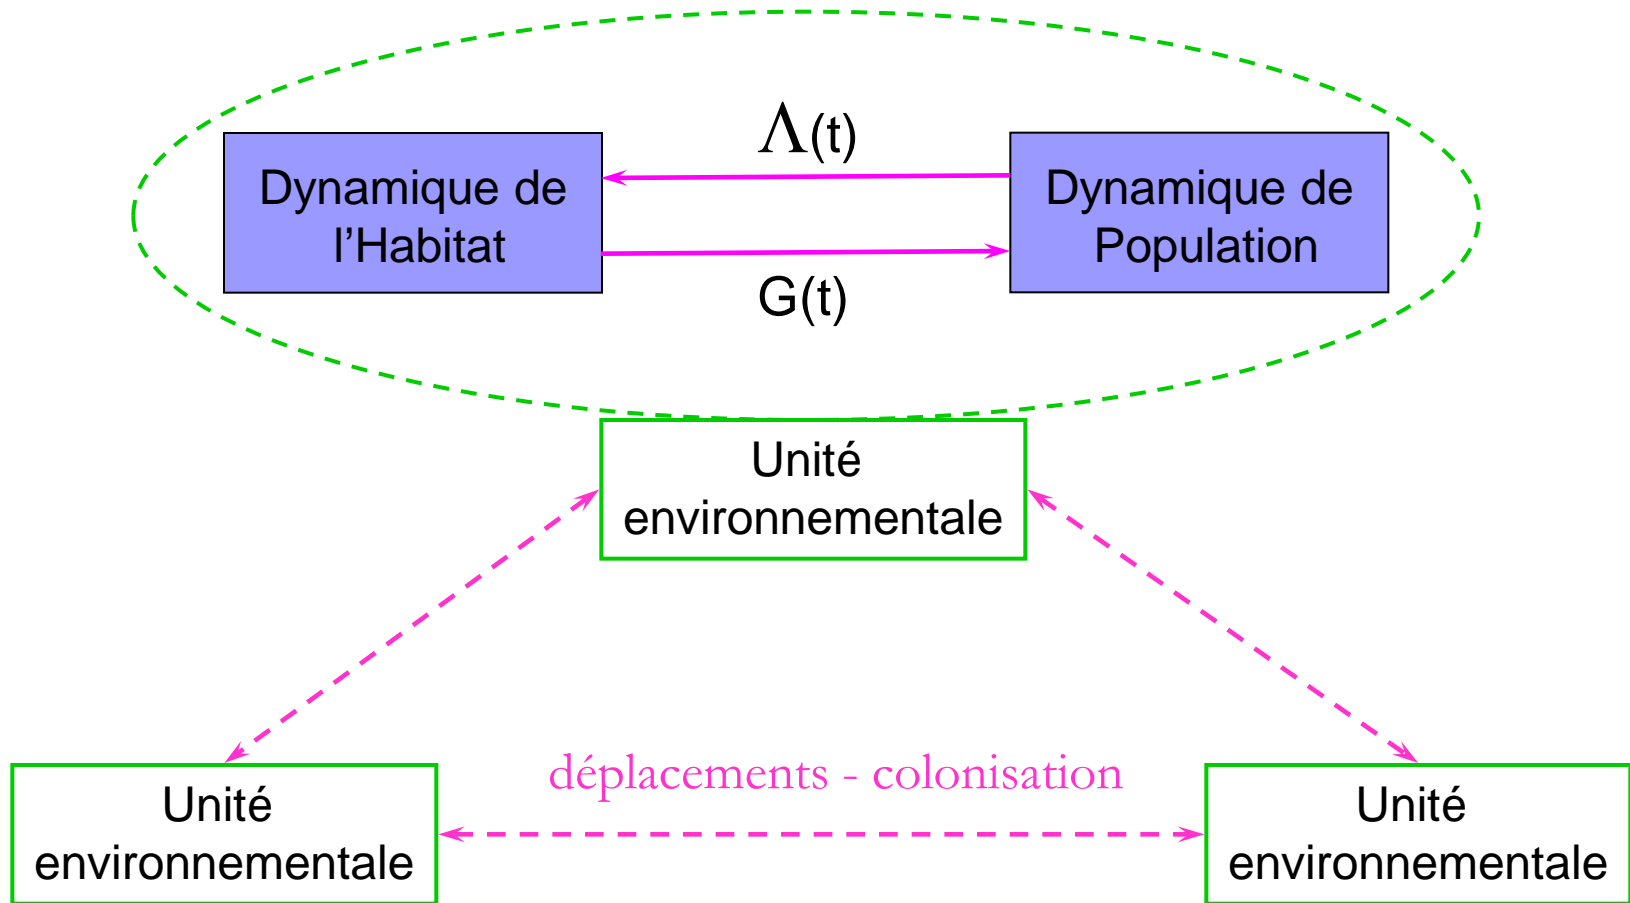 Λ(t)
Dynamique de
l’Habitat
Dynamique de
Population
G(t)
Unité
environnementale
déplacements - colonisation
Unité
environnementale
Unité
environnementale